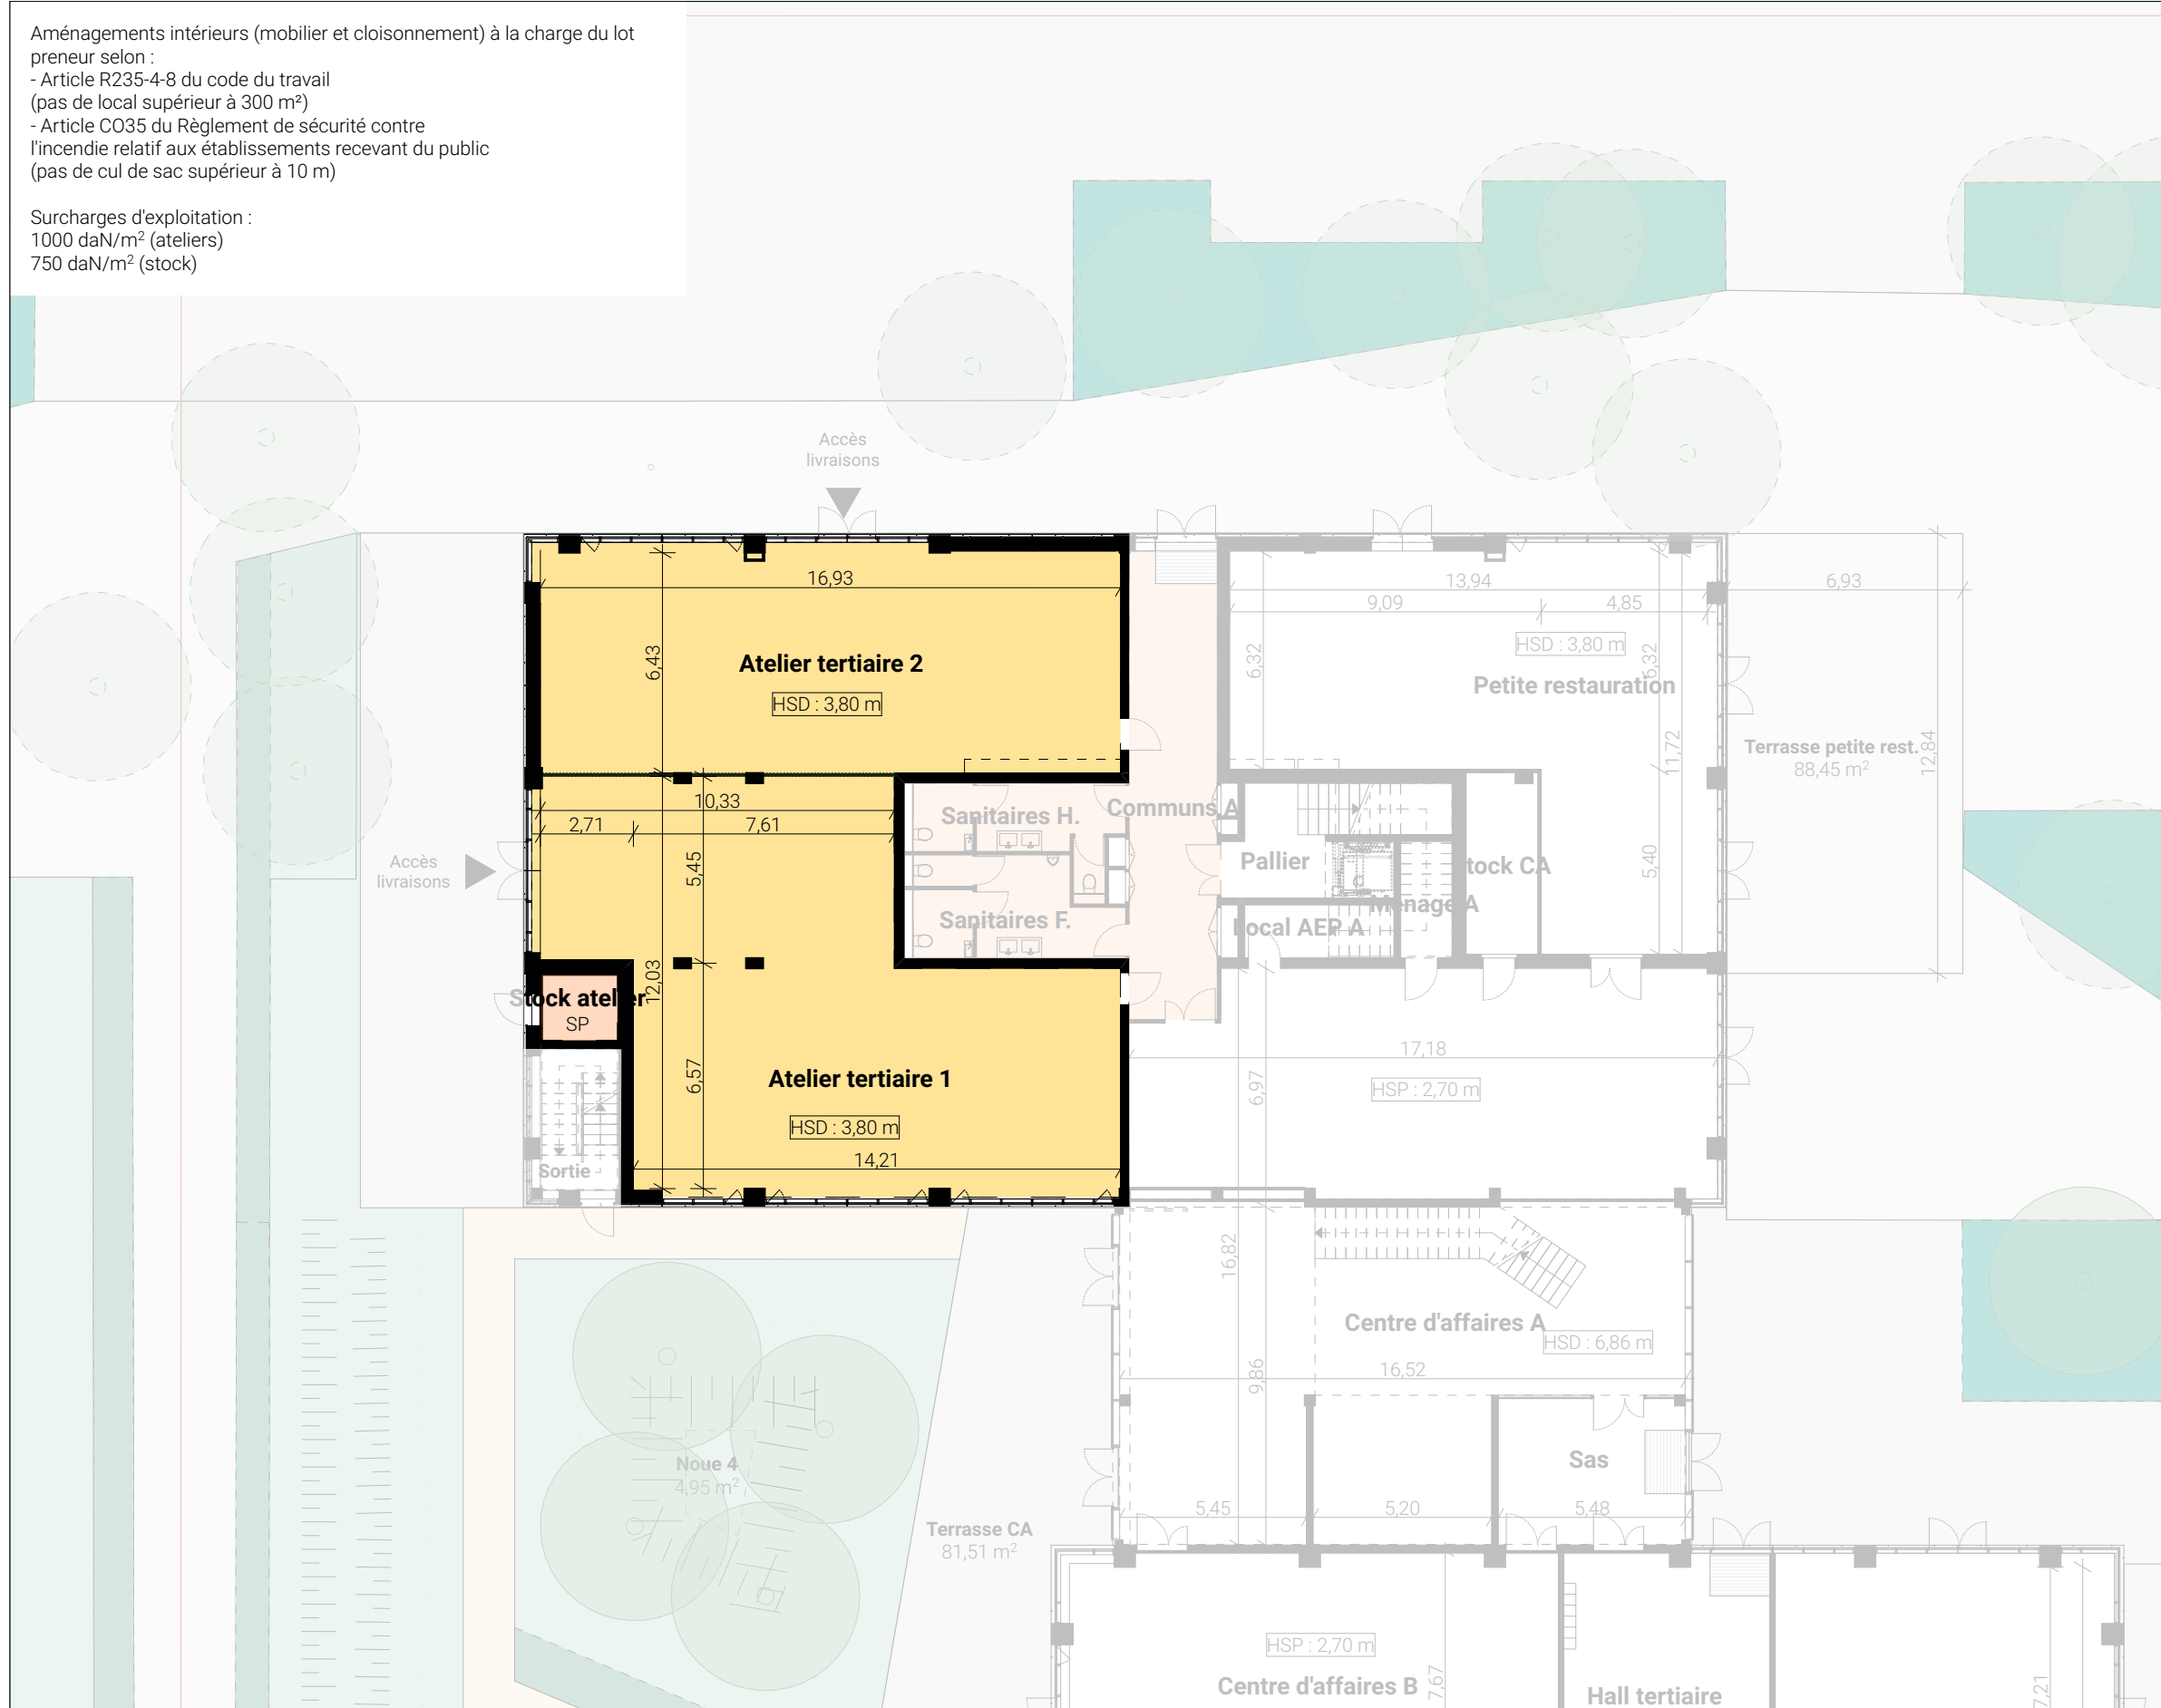 Aménagements intérieurs (mobilier et cloisonnement) à la charge du lot
preneur selon :
- Article R235-4-8 du code du travail
(pas de local supérieur à 300 m²)
- Article CO35 du Règlement de sécurité contre
l'incendie relatif aux établissements recevant du public
(pas de cul de sac supérieur à 10 m)
Surcharges d'exploitation :
1000 daN/m² (ateliers)
750 daN/m² (stock)
Accès
livraisons
16,93
13,94
6,93
9,09
4,85
HSD : 3,80 m
6,43
Atelier tertiaire 2
6,32
6,32
Petite restauration
HSD : 3,80 m
11,72
Terrasse petite rest.
88,45 m²
12,84
10,33
2,71
7,61
Sanitaires H.
Communs A
Accès
livraisons
5,45
Pallier
tock CA
5,40
Ménage A
Sanitaires F.
Local AEP A
12,03
Stock atelier
SP
17,18
6,57
Atelier tertiaire 1
6,97
HSP : 2,70 m
HSD : 3,80 m
14,21
Sortie
16,82
Centre d'affaires A
HSD : 6,86 m
9,86
16,52
Noue 4
4,95 m²
Sas
5,45
5,20
5,48
Terrasse CA
81,51 m²
HSP : 2,70 m
Centre d'affaires B
7,67
Hall tertiaire
7,21